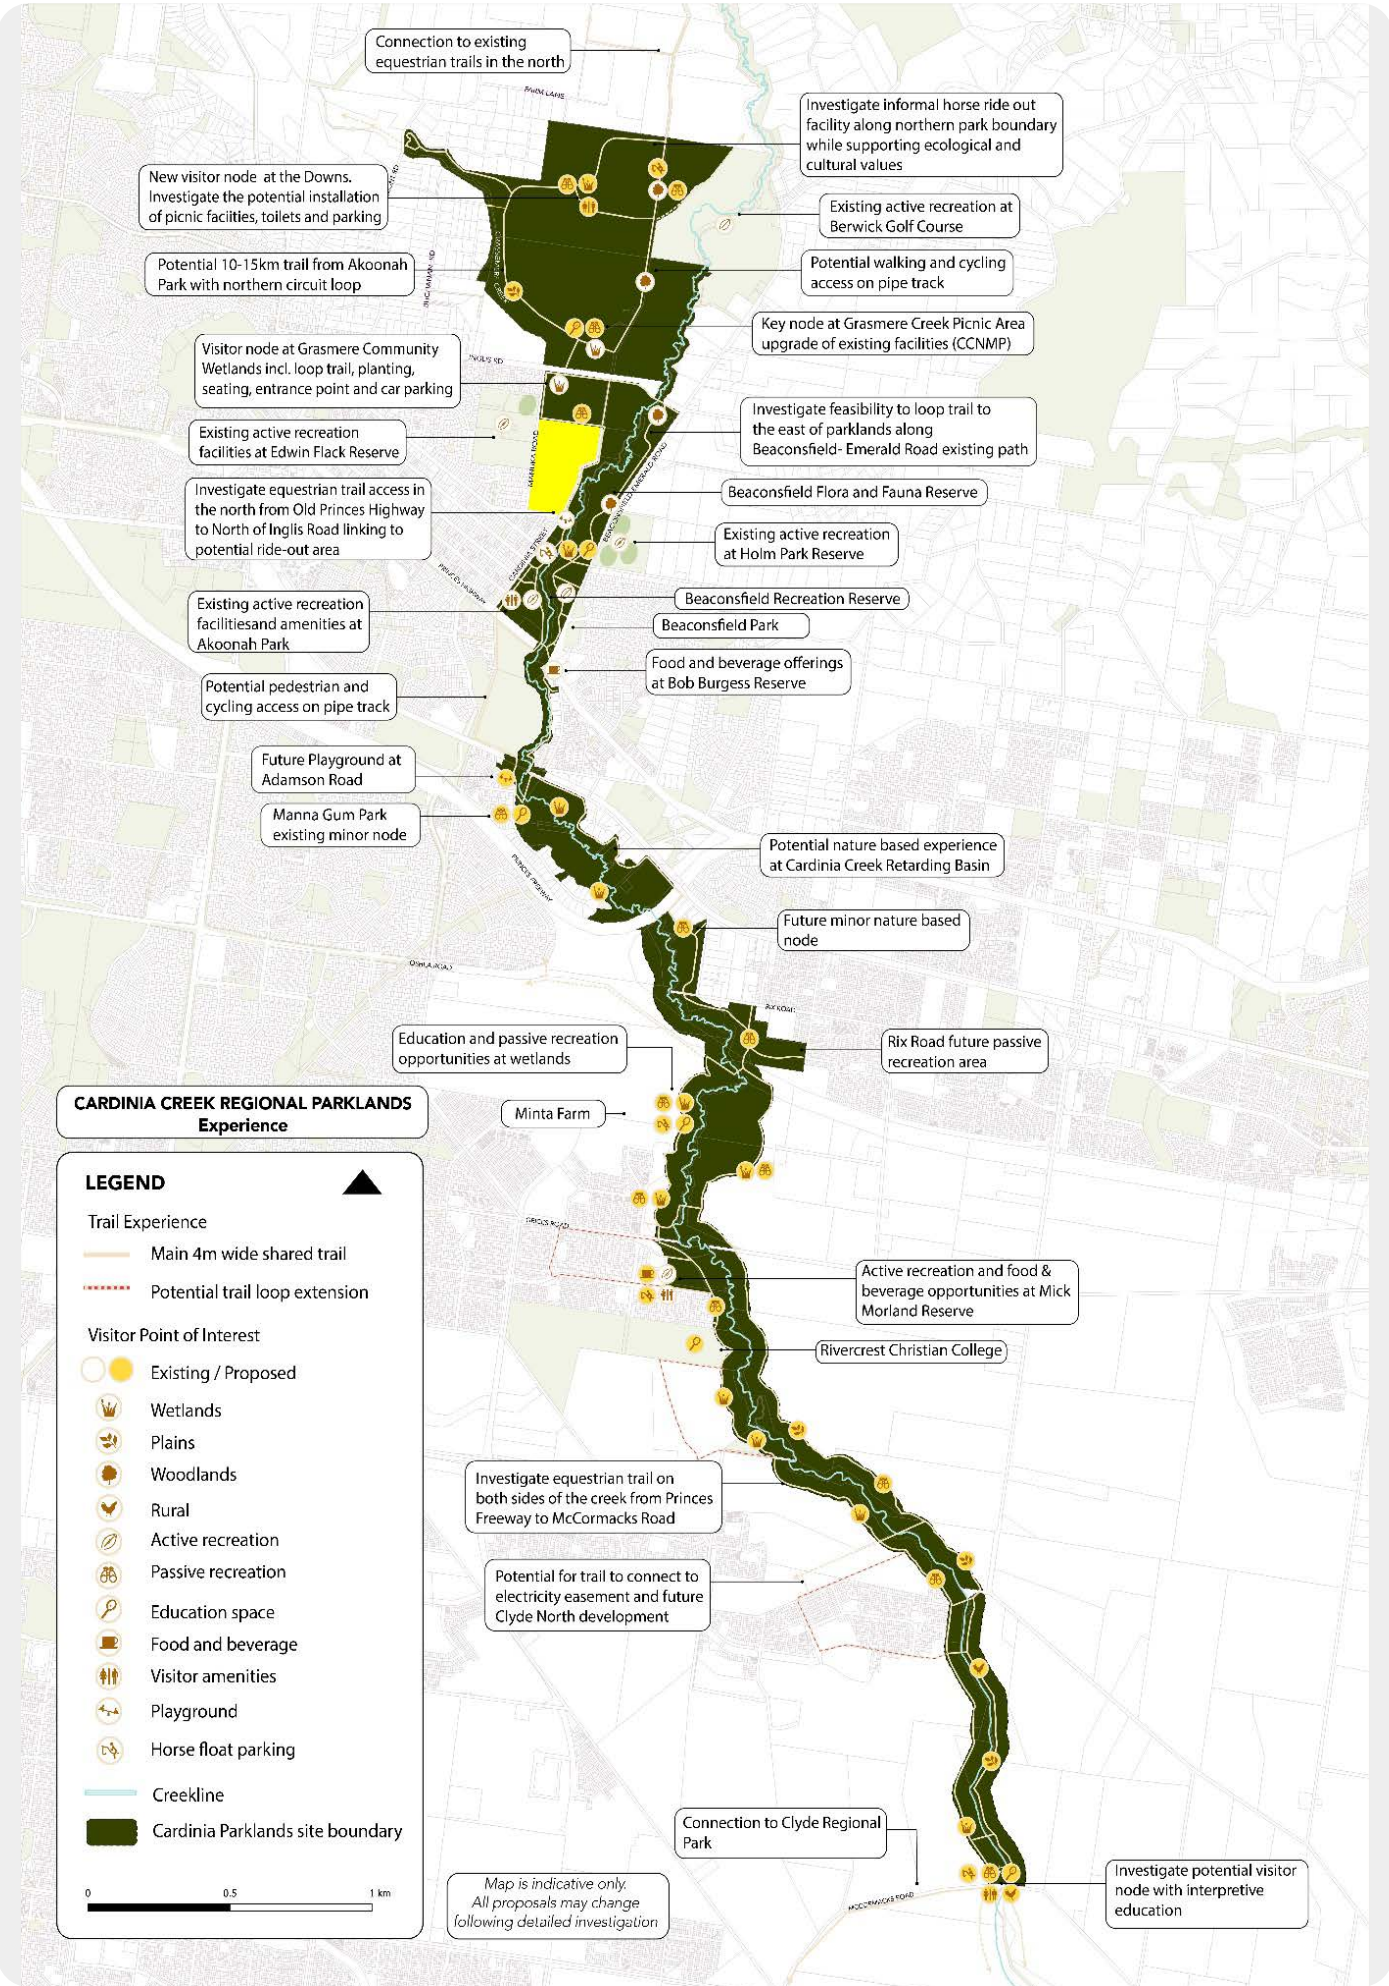 Connection to existing
equestrian trails in the north
Investigate informal horse ride out
facility along northern park boundary
while supporting ecological and
cultural values
New visitor node at the Downs.
Investigate the potential installation
of picnic faciities, toilets and parking
Existing active recreation at
Berwick Golf Course
Potential 10-15km trail from Akoonah
Park with northern circuit loop
Potential walking and cycling
access on pipe track
Key node at Grasmere Creek Picnic Area
upgrade of existing facilities (CCNMP)
Visitor node at Grasmere Community
Wetlands incl. loop trail, planting,
seating, entrance point and car parking
INGLIS RD
Investigate feasibility to loop trail to
the east of parklands along
Beaconsfield- Emerald Road existing path
Existing active recreation
facilities at Edwin Flack Reserve
Investigate equestrian trail access in
the north from Old Princes Highway
to North of Inglis Road linking to
potential ride-out area
BEACONSFIELD-EMERALD ROAD
Beaconsfield Flora and Fauna Reserve
Existing active recreation
at Holm Park Reserve
CARDINIA STREET
PRINCES HIGHWAY
Existing active recreation
facilitiesand amenities at
Akoonah Park
Beaconsfield Recreation Reserve
Beaconsfield Park
Food and beverage offerings
at Bob Burgess Reserve
Potential pedestrian and
cycling access on pipe track
Future Playground at
Adamson Road
Manna Gum Park
existing minor node
PRINCES FREEWAY
Potential nature based experience
at Cardinia Creek Retarding Basin
Future minor nature based
node
RIX ROAD
Education and passive recreation
opportunities at wetlands
Rix Road future passive
recreation area
Minta Farm
CARDINIA CREEK REGIONAL PARKLANDS
Experience
LEGEND
Trail Experience
Main 4m wide shared trail
Potential trail loop extension
Visitor Point of Interest
Existing / Proposed
Wetlands
Plains
Woodlands
Rural
Active recreation
Passive recreation
Education space
Food and beverage
Visitor amenities
Playground
Horse float parking
Creekline
Cardinia Parklands site boundary
0 0.5 1 km
Active recreation and food &
beverage opportunities at Mick
Morland Reserve
Rivercrest Christian College
Investigate equestrian trail on
both sides of the creek from Princes
Freeway to McCormacks Road
Potential for trail to connect to
electricity easement and future
Clyde North development
Connection to Clyde Regional
Park
MCCORMACKS ROAD
Map is indicative only.
All proposals may change
following detailed investigation
Investigate potential visitor
node with interpretive
education